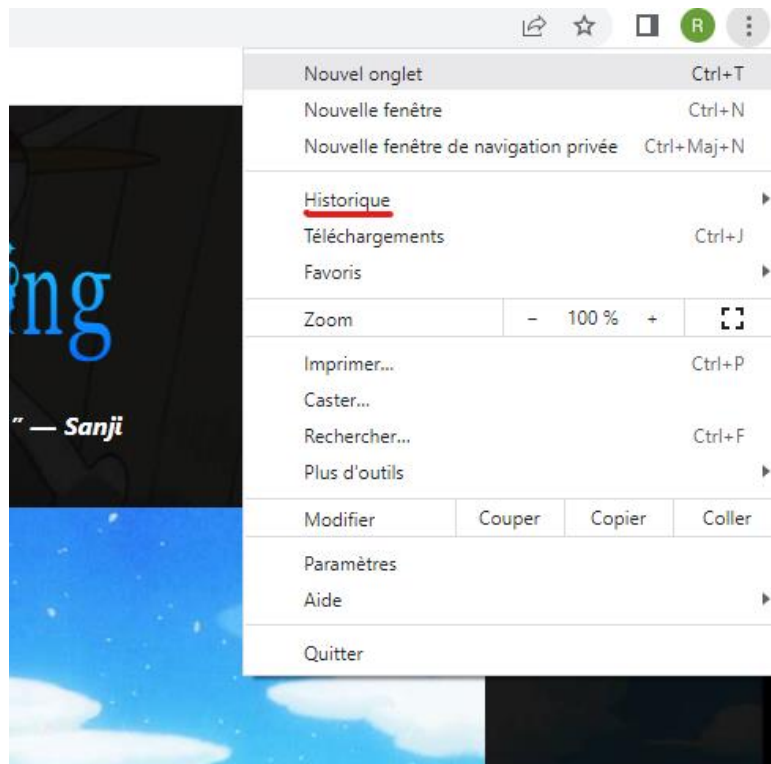 R
Nouvel onglet Ctrl+T
Nouvelle fenêtre Ctrl+N
Nouvelle fenêtre de navigation privée Ctrl+Maj+N
Historique
Téléchargements Ctrl+J
Favoris
Zoom - 100 % +
Imprimer... Ctrl+P
Caster...
Rechercher... Ctrl+F
Plus d'outils
Modifier Couper Copier Coller
Paramètres
Aide
Quitter
ng
" — Sanji